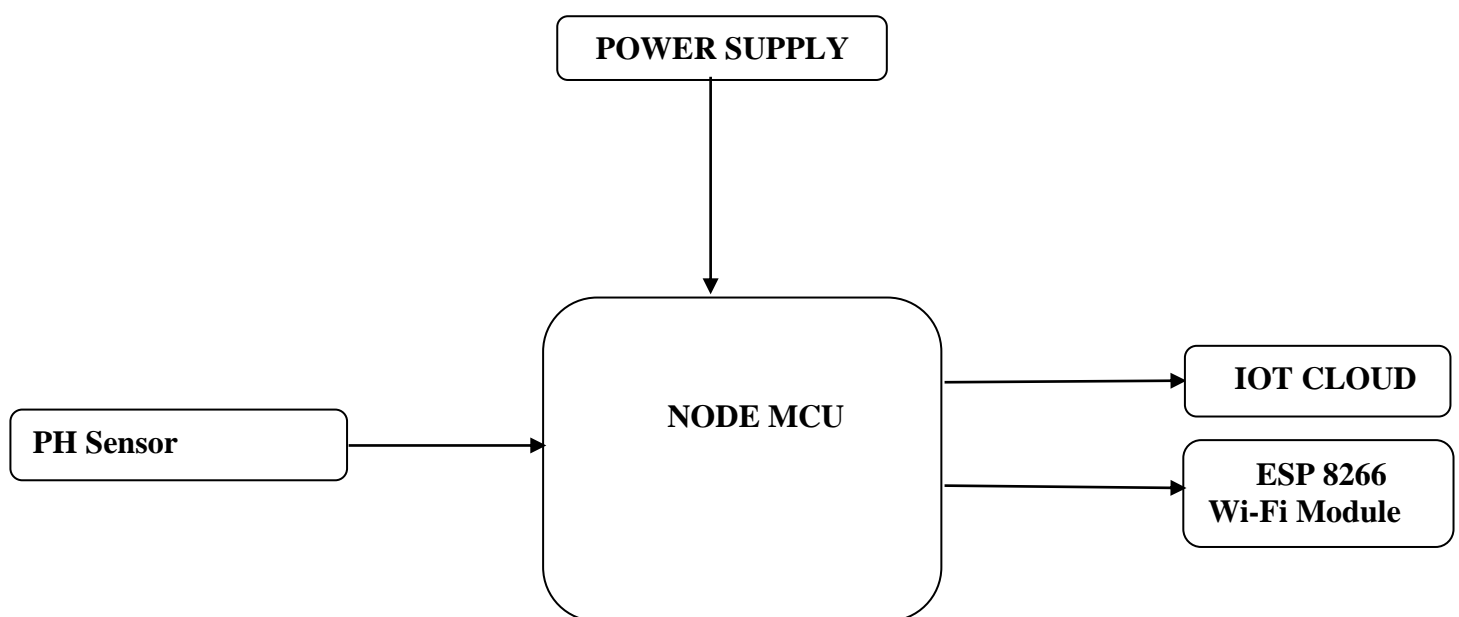 POWER SUPPLY
NODE MCU
IOT CLOUD
PH Sensor
ESP 8266
Wi-Fi Module